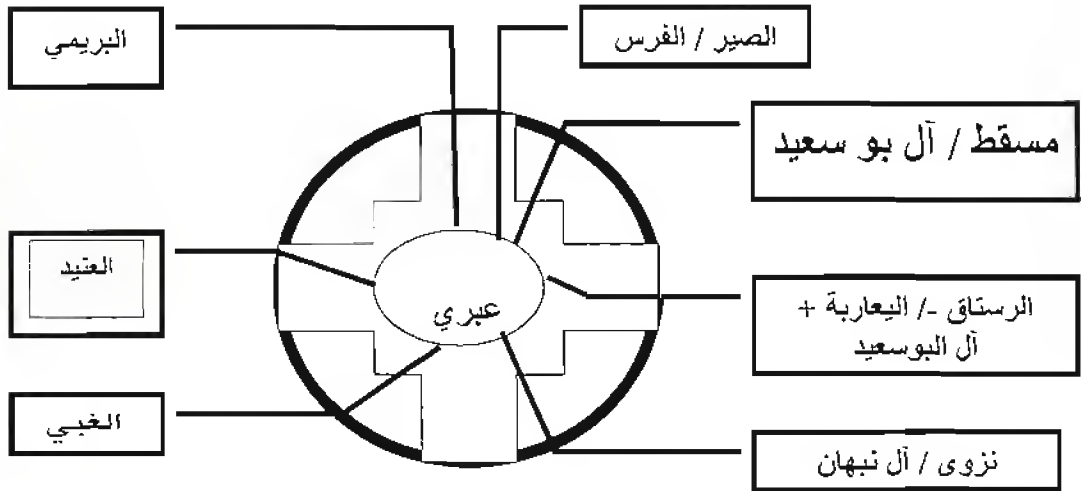 الصير / الفرس
البريمي
مسقط / آل بو سعيد
العتيد
عبري
الرستاق -/ اليعاربة +
آل البوسعيد
الغبي
نزوى / آل نبهان